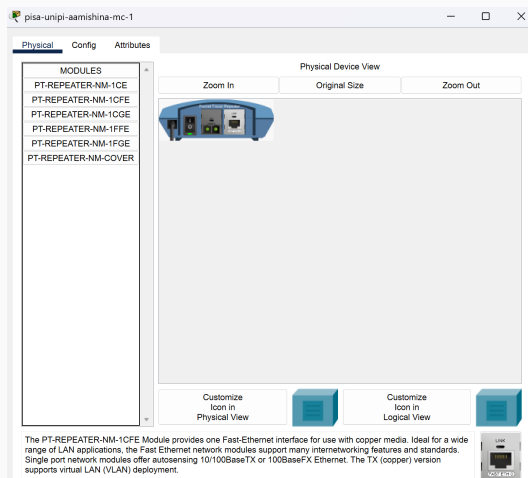 pisa-unipi-aamishina-mc-1
Physical
Config
Attributes
MODULES
PT-REPEATER-NM-1CE
PT-REPEATER-NM-1CFE
PT-REPEATER-NM-1CGE
PT-REPEATER-NM-1FFE
PT-REPEATER-NM-1FGE
PT-REPEATER-NM-COVER
Physical Device View
Zoom In
Original Size
Zoom Out
Customize
Icon in
Physical View
Customize
Icon in
Logical View
The PT-REPEATER-NM-1CFE Module provides one Fast-Ethernet interface for use with copper media. Ideal for a wide
range of LAN applications, the Fast Ethernet network modules support many internetworking features and standards.
Single port network modules offer autosensing 10/100BaseTX or 100BaseFX Ethernet. The TX (copper) version
supports virtual LAN (VLAN) deployment.
LINK
FAST ETH 0